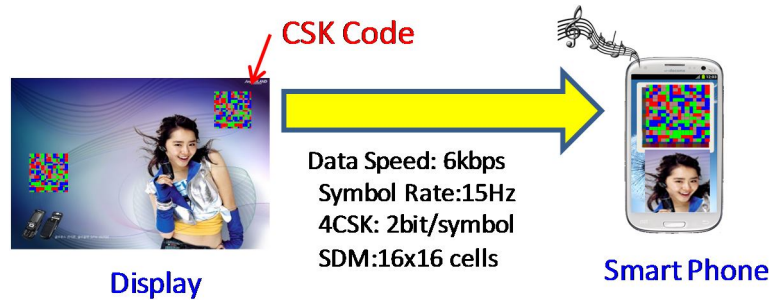 CSK Code
Data Speed: 6kbps
Symbol Rate:15Hz
4CSK: 2bit/symbol
SDM:16x16 cells
Display
Smart Phone